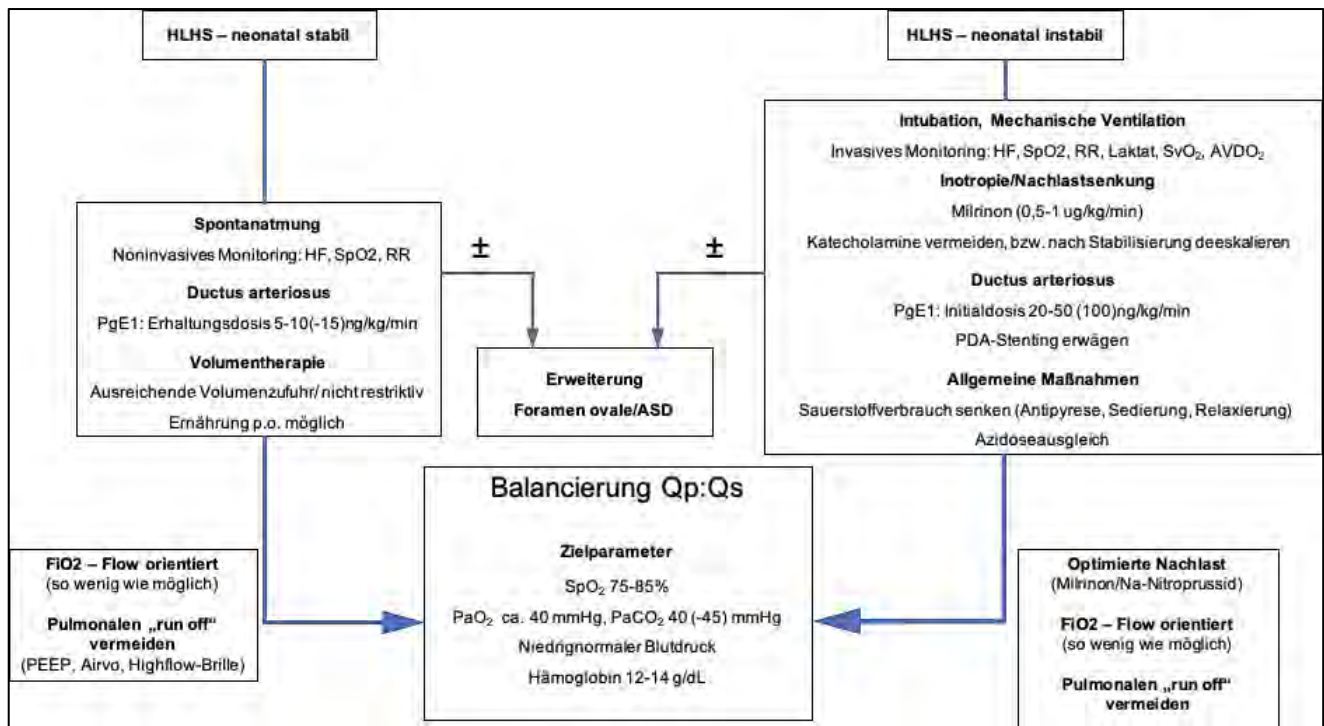 HLHS – neonatal stabil
HLHS – neonatal instabil
Spontanatmung
Noninvasives Monitoring: HF, SpO2, RR
Ductus arteriosus
PgE1: Erhaltungsdosis 5-10(-15)ng/kg/min
Volumentherapie
Ausreichende Volumenzufuhr/ nicht restriktiv
Ernährung p.o. möglich
±
±
Erweiterung
Foramen ovale/ASD
Intubation, Mechanische Ventilation
Invasives Monitoring: HF, SpO2, RR, Laktat, SvO₂, AVDO₂
Inotropie/Nachlastsenkung
Milrinon (0,5-1 ug/kg/min)
Katecholamine vermeiden, bzw. nach Stabilisierung deeskalieren
Ductus arteriosus
PgE1: Initialdosis 20-50 (100)ng/kg/min
PDA-Stenting erwägen
Allgemeine Maßnahmen
Sauerstoffverbrauch senken (Antipyrese, Sedierung, Relaxierung)
Azidoseausgleich
FiO2 – Flow orientiert
(so wenig wie möglich)
Pulmonalen „run off“
vermeiden
(PEEP, Airvo, Highflow-Brille)
Balancierung Qp:Qs
Zielparameter
SpO₂ 75-85%
PaO₂ ca. 40 mmHg, PaCO₂ 40 (-45) mmHg
Niedrignormaler Blutdruck
Hämoglobin 12-14 g/dL
Optimierte Nachlast
(Milrinon/Na-Nitroprussid)
FiO2 – Flow orientiert
(so wenig wie möglich)
Pulmonalen „run off“
vermeiden